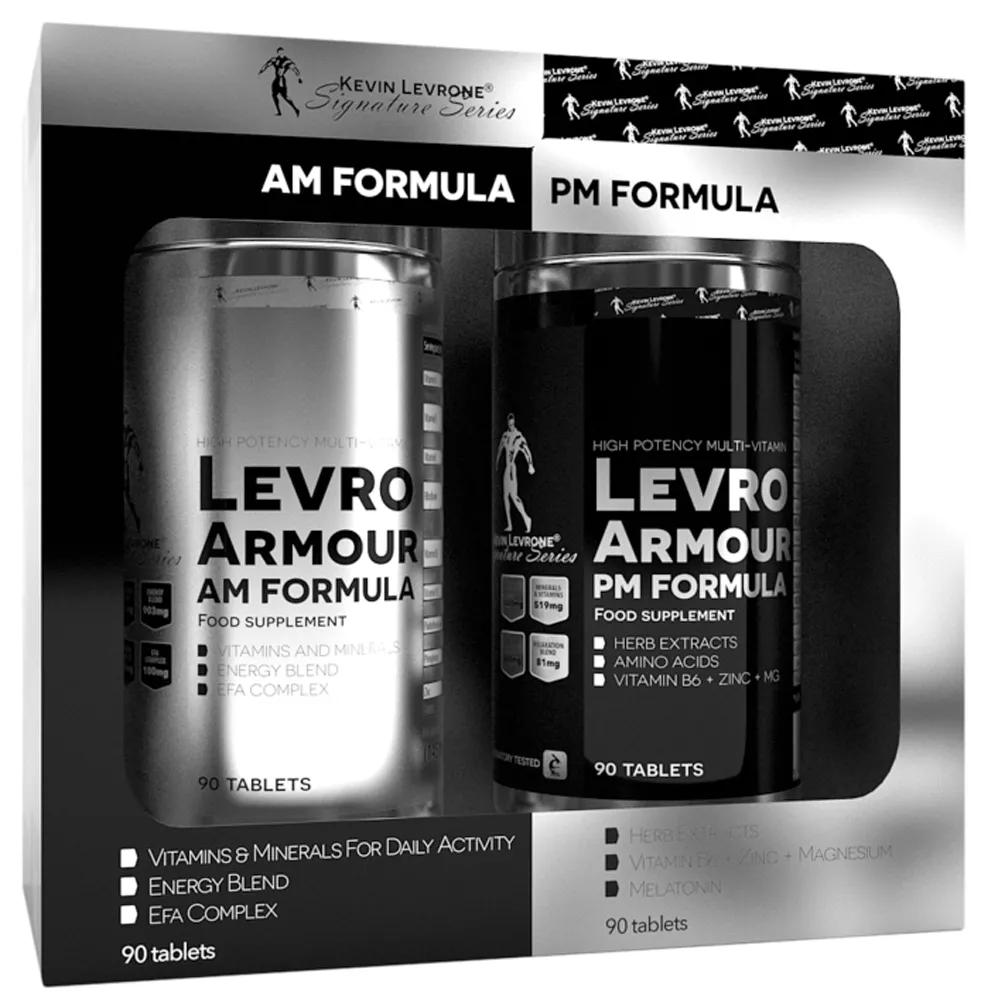 Kevin Levrone®
Signature Series
Kevin Levrone
Signature Series
AM FORMULA
PM FORMULA
HIGH POTENCY MULTI-VITAM
LEVRO
ARMOUR
AM FORMULA
FOOD SUPPLEMENT
VITAMINS AND MINERALS
ENERGY BLEND
EFA COMPLEX
90 TABLETS
ENERGY BLEND
903mg
EFA COMPLEX
100mg
HIGH POTENCY MULTI-VITAMIN
LEVRO
ARMOUR
PM FORMULA
FOOD SUPPLEMENT
HERB EXTRACTS
AMINO ACIDS
VITAMIN B6 + ZINC + MG
90 TABLETS
MINERALS & VITAMINS
519mg
RELAXATION BLEND
81mg
TESTED
VITAMINS & MINERALS FOR DAILY ACTIVITY
ENERGY BLEND
EFA COMPLEX
90 tablets
HERB EXTRACTS
VITAMIN B6 + ZINC + MAGNESIUM
MELATONIN
90 tablets